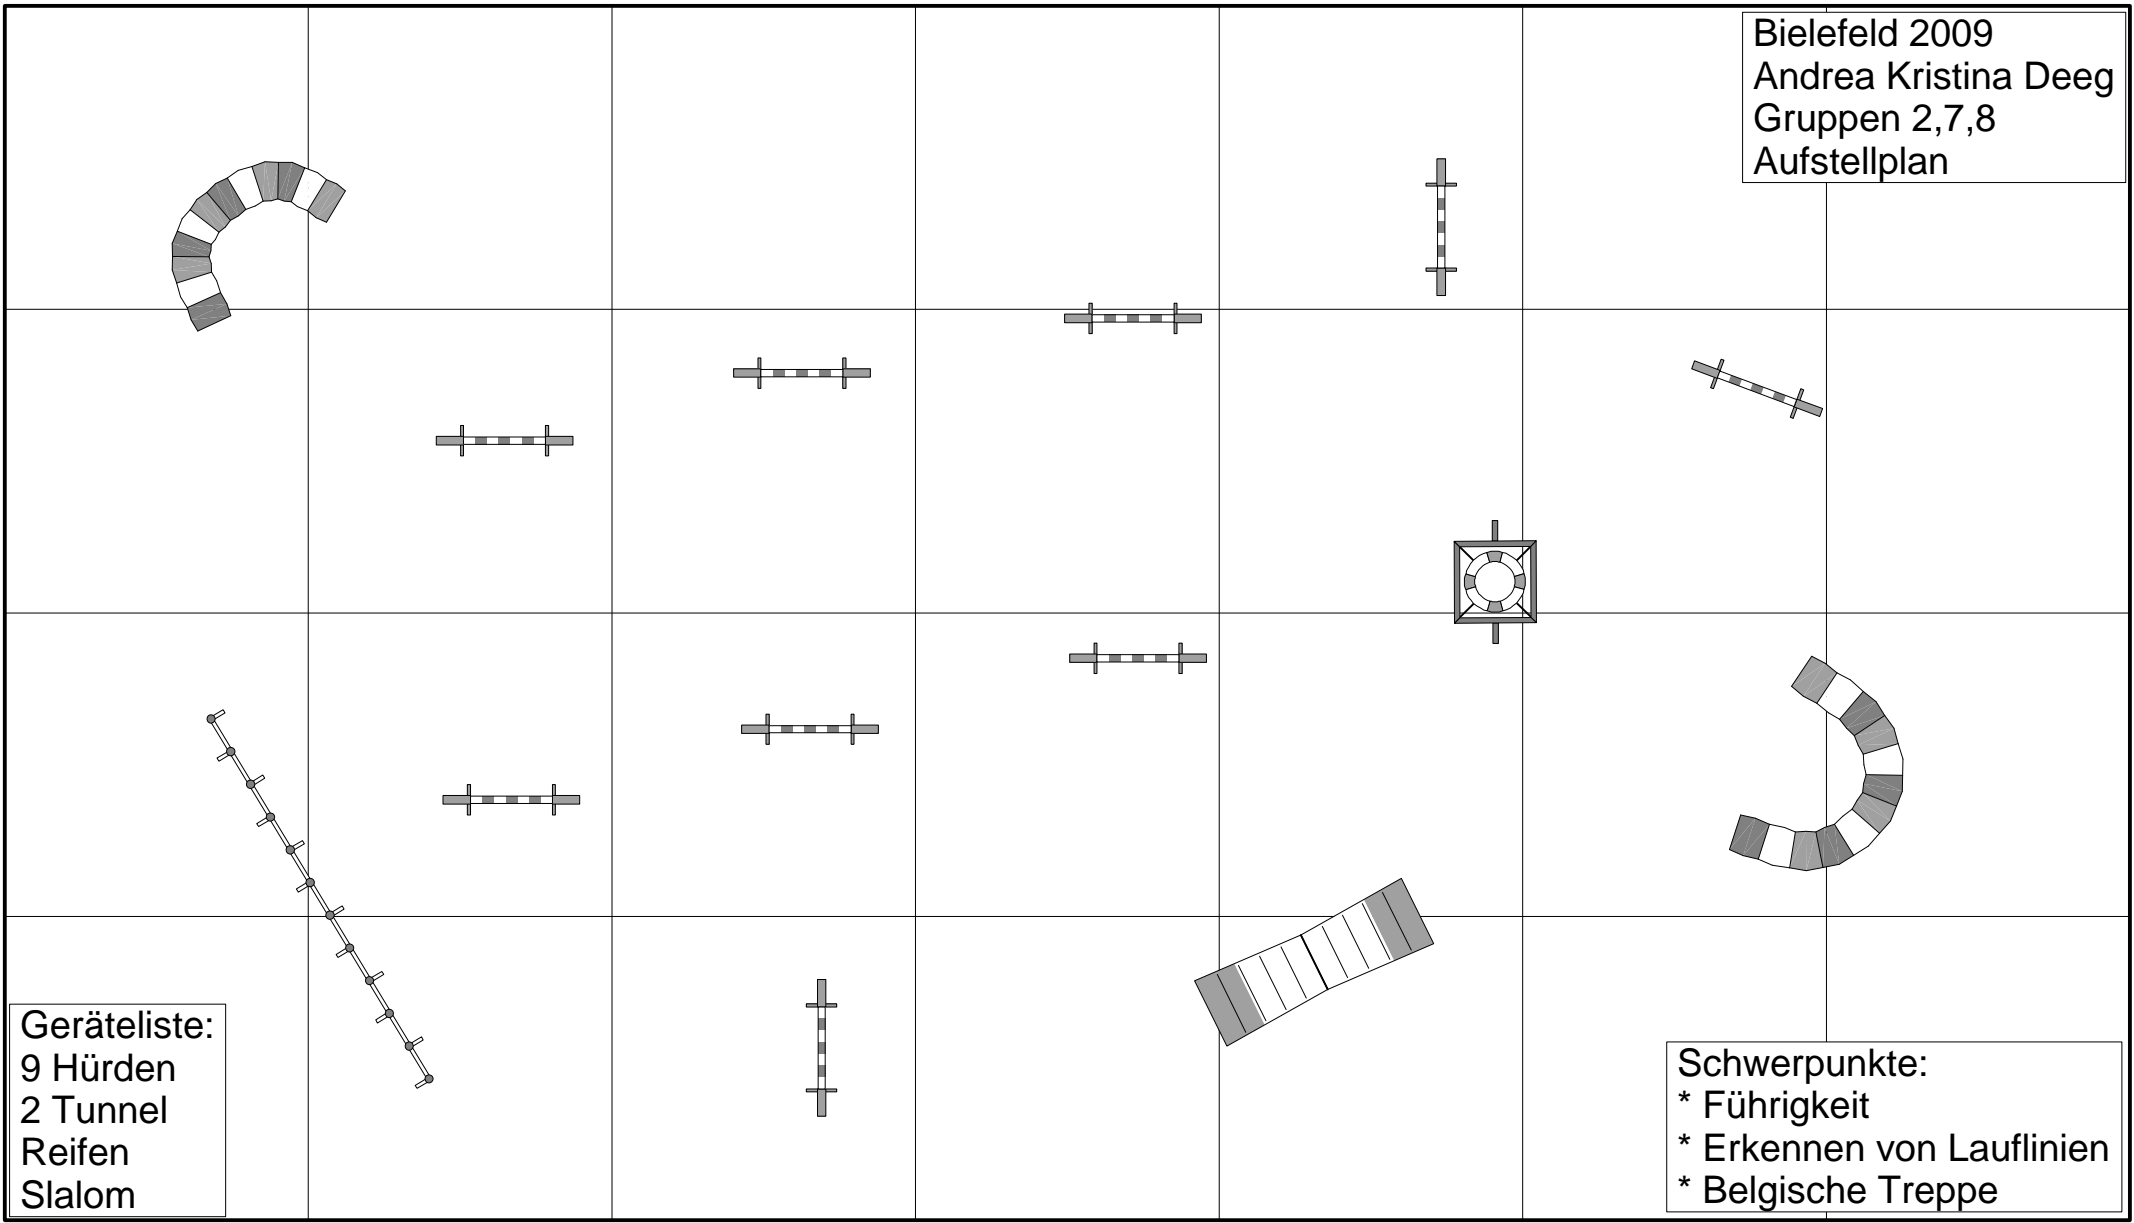 Bielefeld 2009
Andrea Kristina Deeg
Gruppen 2,7,8
Aufstellplan
Geräteliste:
9 Hürden
2 Tunnel
Reifen
Slalom
Schwerpunkte:
* Führigkeit
* Erkennen von Lauflinien
* Belgische Treppe